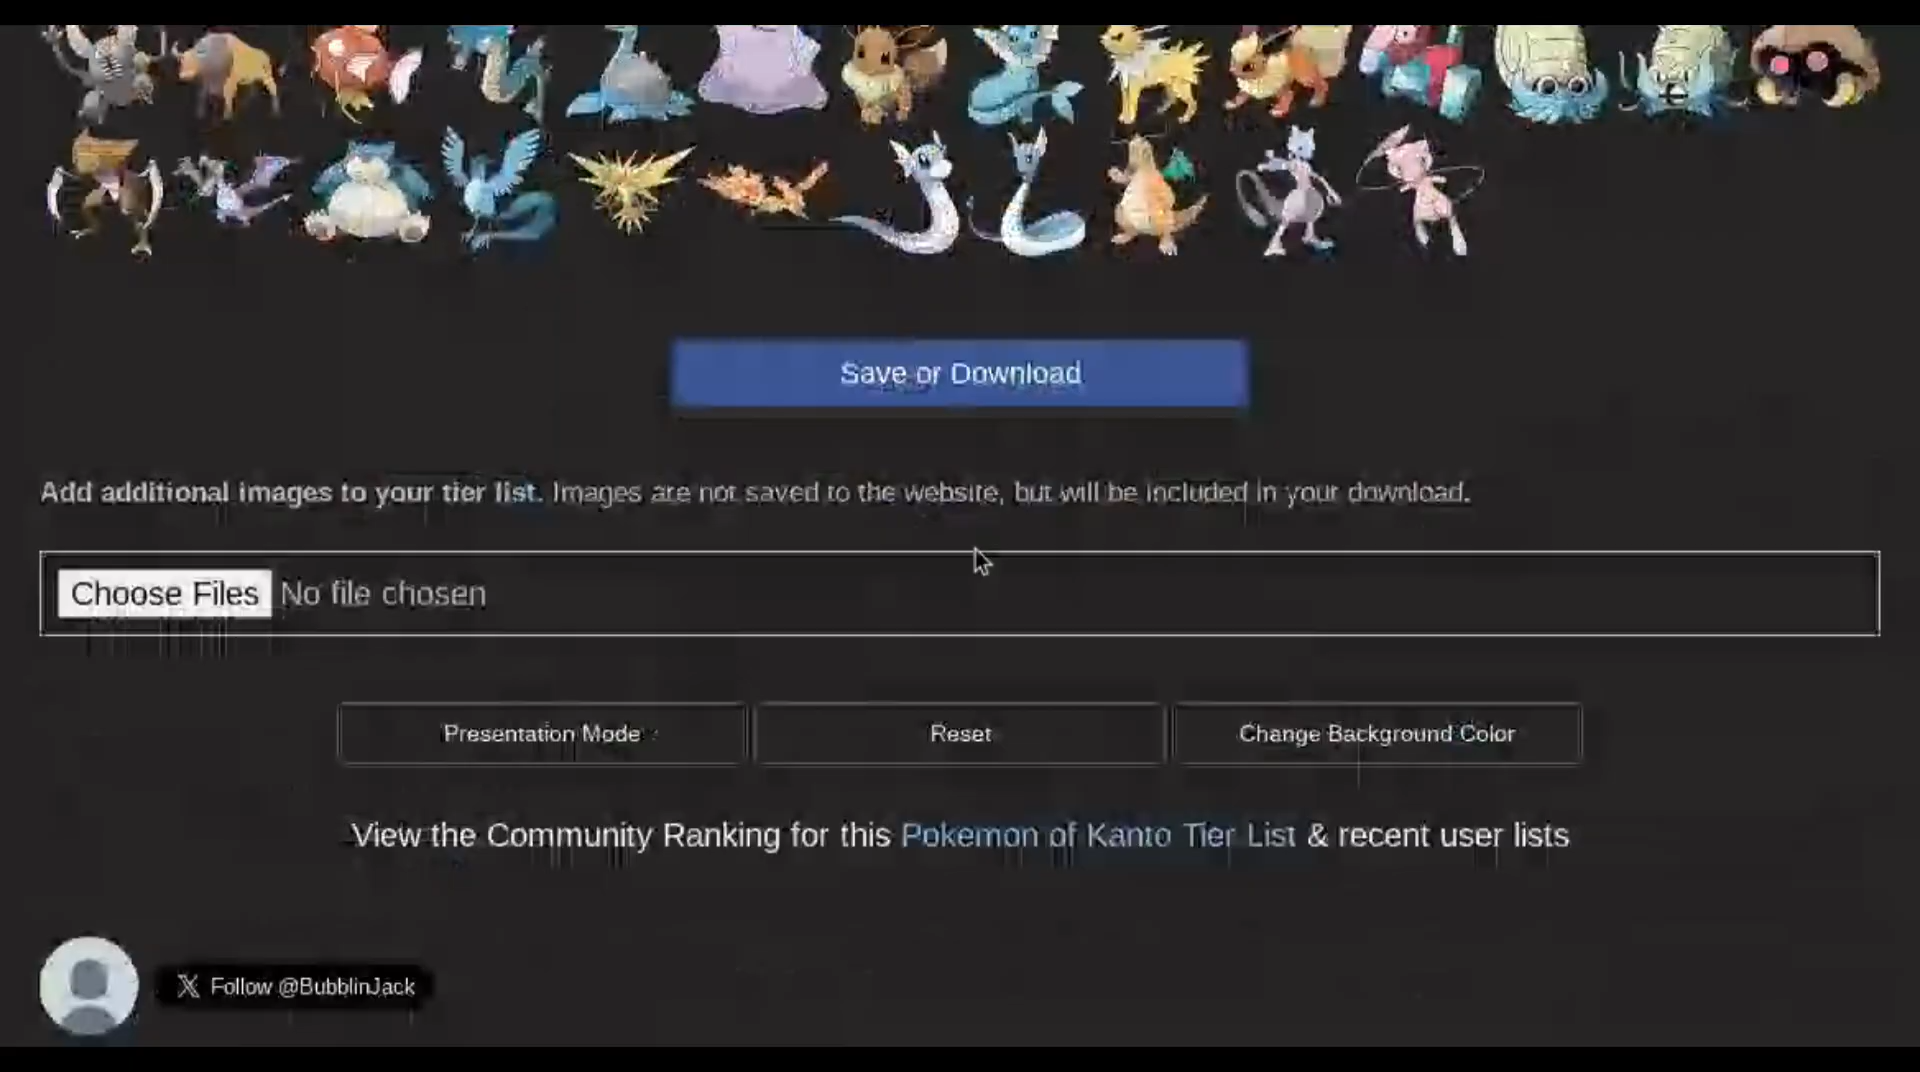 Save or Download
Add additional images to your tier list. Images are not saved to the website, but will be included in your download.
Choose Files No file chosen
Presentation Mode
Reset
Change Background Color
View the Community Ranking for this Pokemon of Kanto Tier List & recent user lists
X Follow @BubblinJack